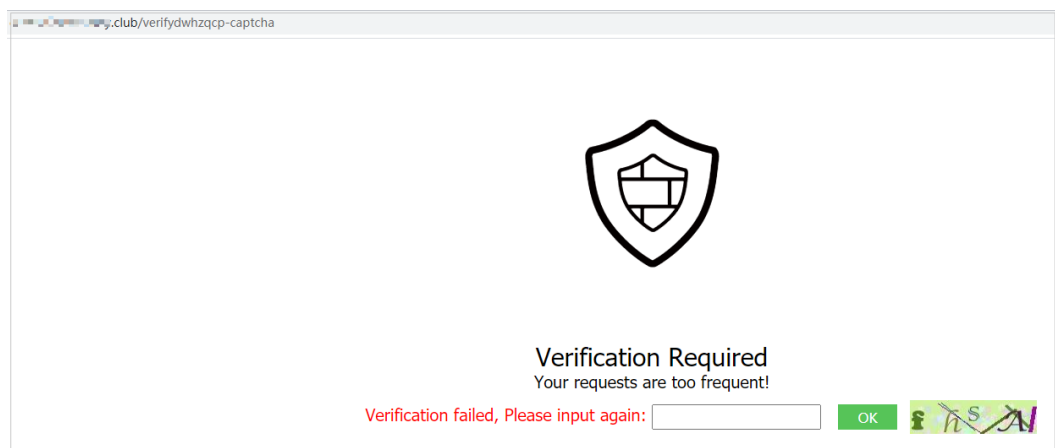 .club/verifydwhzqcp-captcha
Verification Required
Your requests are too frequent!
Verification failed, Please input again:
OK